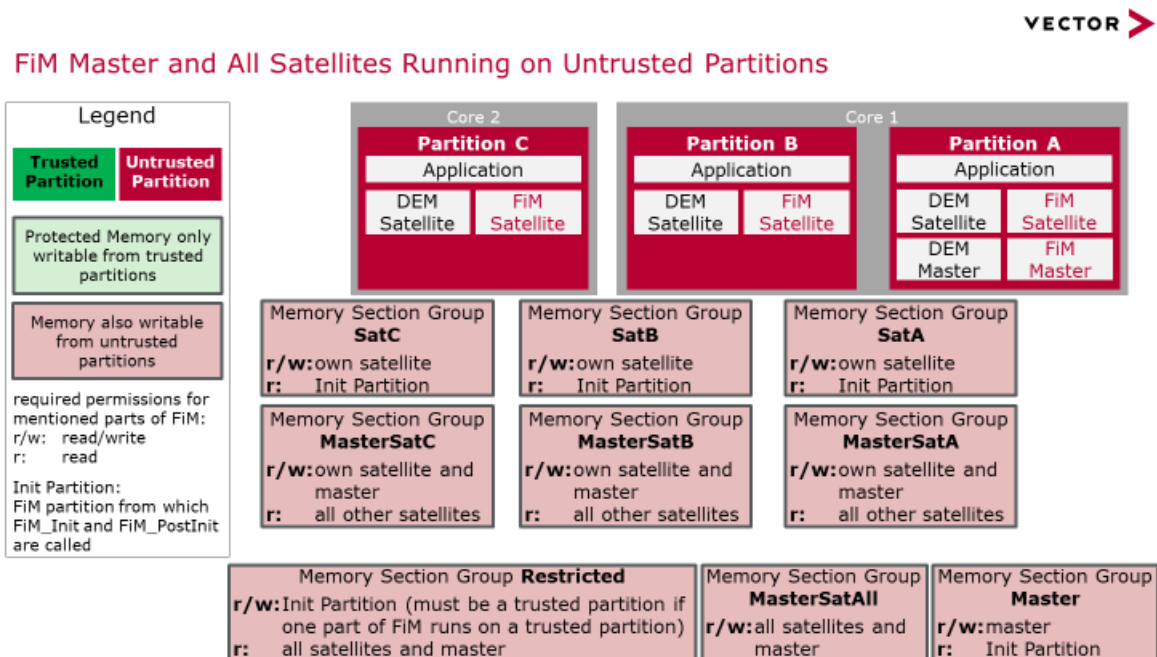 VECTOR
FiM Master and All Satellites Running on Untrusted Partitions
Legend
Trusted
Partition
Untrusted
Partition
Protected Memory only
writable from trusted
partitions
Memory also writable
from untrusted
partitions
required permissions for
mentioned parts of FiM:
r/w: read/write
r: read
Init Partition:
FiM partition from which
FiM_Init and FiM_PostInit
are called
Core 2
Partition C
Application
DEM
Satellite
FiM
Satellite
Core 1
Partition B
Application
DEM
Satellite
FiM
Satellite
Partition A
Application
DEM
Satellite
FiM
Satellite
DEM
Master
FiM
Master
Memory Section Group
SatC
r/w:own satellite
r: Init Partition
Memory Section Group
SatB
r/w:own satellite
r: Init Partition
Memory Section Group
SatA
r/w:own satellite
r: Init Partition
Memory Section Group
MasterSatC
r/w:own satellite and
master
r: all other satellites
Memory Section Group
MasterSatB
r/w:own satellite and
master
r: all other satellites
Memory Section Group
MasterSatA
r/w:own satellite and
master
r: all other satellites
Memory Section Group Restricted
r/w:Init Partition (must be a trusted partition if
one part of FiM runs on a trusted partition)
r: all satellites and master
Memory Section Group
MasterSatAll
r/w:all satellites and
master
Memory Section Group
Master
r/w:master
r: Init Partition